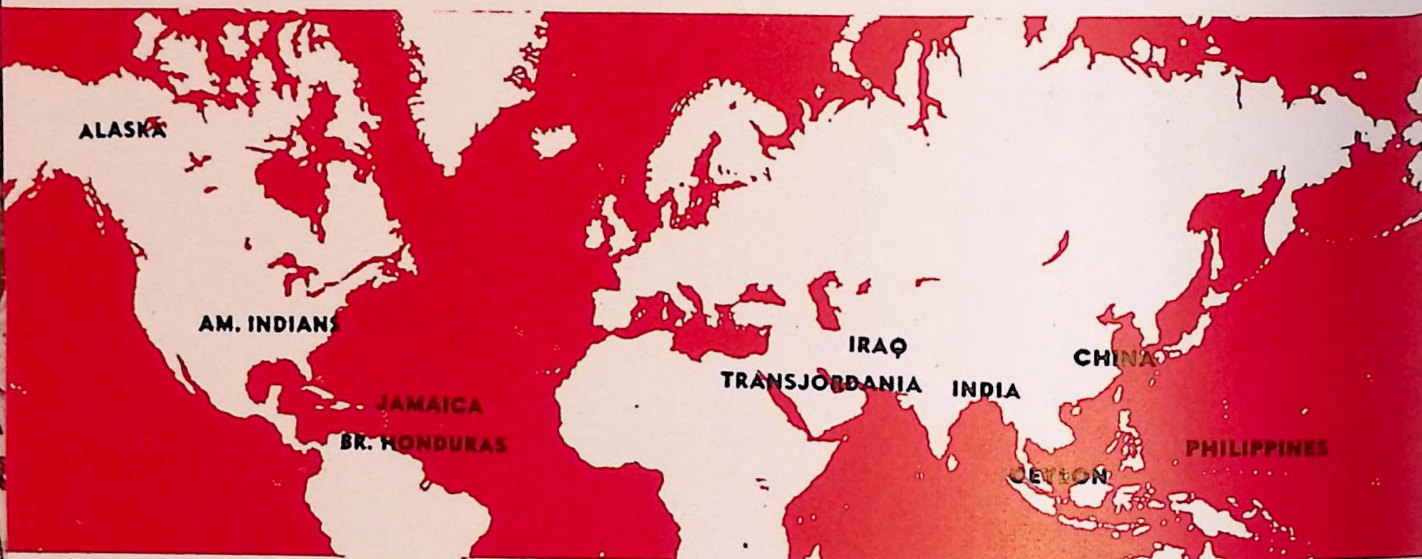 ALASKA
AM. INDIANS
JAMAICA
BR. HONDURAS
IRAQ
TRANSJORDANIA
INDIA
CHINA
CEYLON
PHILIPPINES